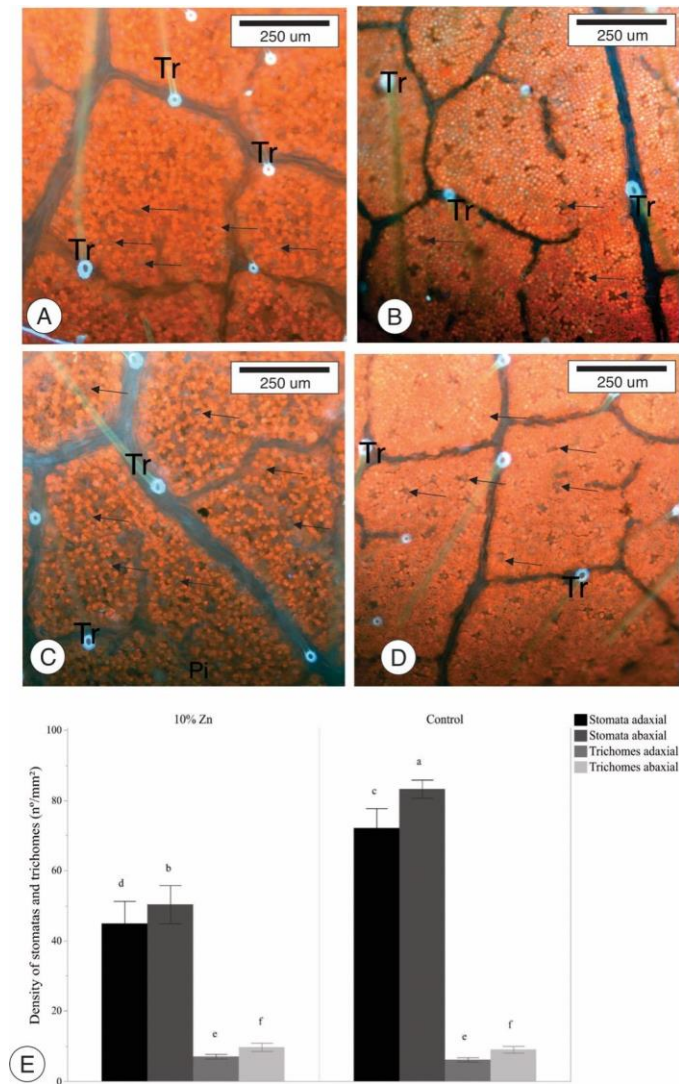 250 um
Tr
Tr
Tr
A
250 um
Tr
Tr
Tr
B
250 um
Tr
Tr
Pi
C
250 um
Tr
Tr
D
10% Zn
Control
Stomata adaxial
Stomata abaxial
Trichomes adaxial
Trichomes abaxial
Density of stomatas and trichomes (nº/mm²)
100
80
60
40
20
0
d
b
e
f
c
a
e
f
E